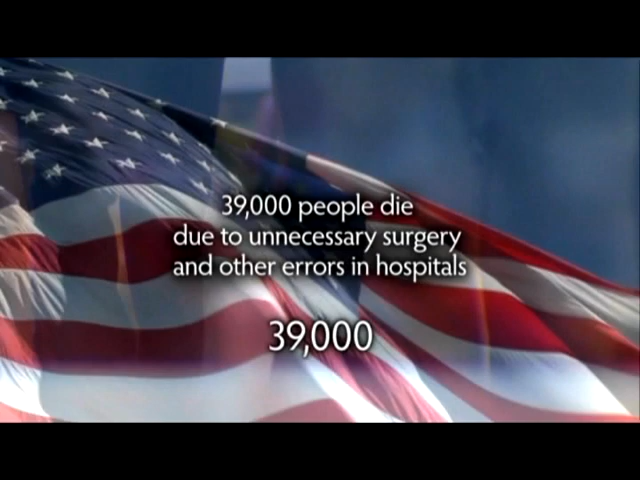 39,000 people die
due to unnecessary surgery
and other errors in hospitals
39,000